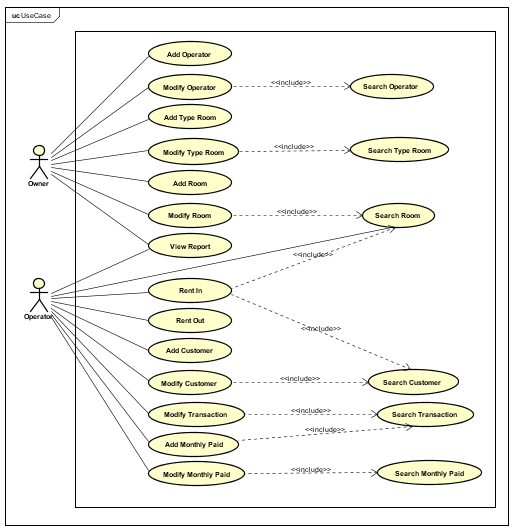 uc UseCase
Add Operator
Modify Operator
<<include>>
Search Operator
Add Type Room
Modify Type Room
<<include>>
Search Type Room
Owner
Add Room
Modify Room
<<include>>
Search Room
View Report
<<include>>
Rent In
Operator
Rent Out
<<include>>
Add Customer
Modify Customer
<<include>>
Search Customer
Modify Transaction
<<include>>
Search Transaction
<<include>>
Add Monthly Paid
Modify Monthly Paid
<<include>>
Search Monthly Paid